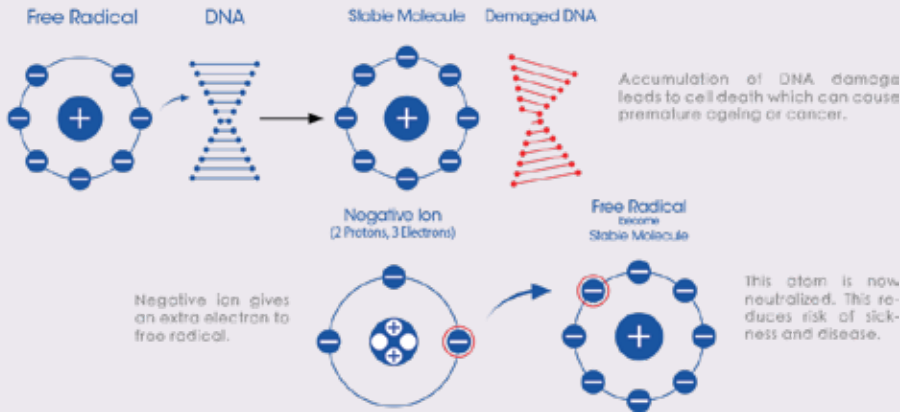 Free Radical
DNA
Stable Molecule
Damaged DNA
Accumulation of DNA damage
leads to cell death which can cause
premature ageing or cancer.
Negative Ion
(2 Protons, 3 Electrons)
Free Radical
become
Stable Molecule
Negative ion gives
an extra electron to
free radical.
This atom is now
neutralized. This re-
duces risk of sick-
ness and disease.